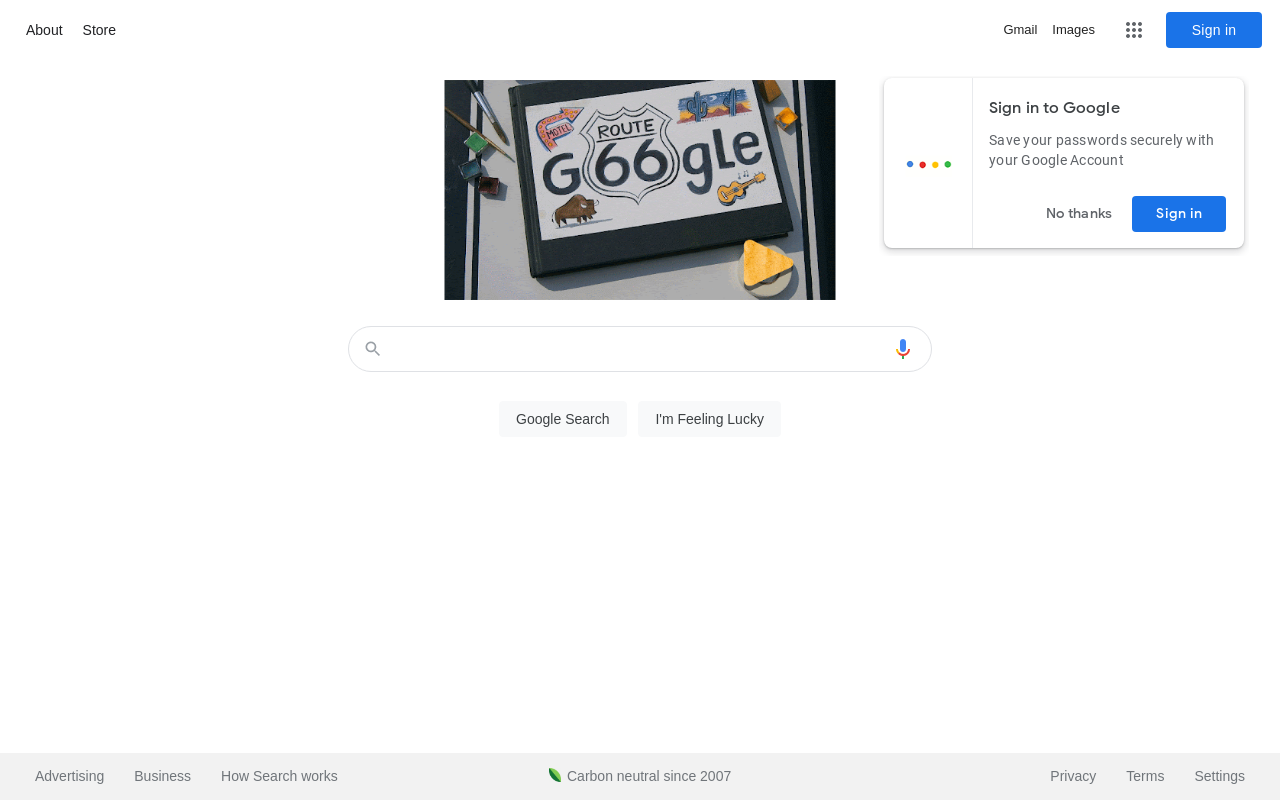 About
Store
Gmail
Images
Sign in
MOTEL
ROUTE
G66gle
Sign in to Google
Save your passwords securely with
your Google Account
No thanks
Sign in
Google Search
I'm Feeling Lucky
Advertising
Business
How Search works
Carbon neutral since 2007
Privacy
Terms
Settings